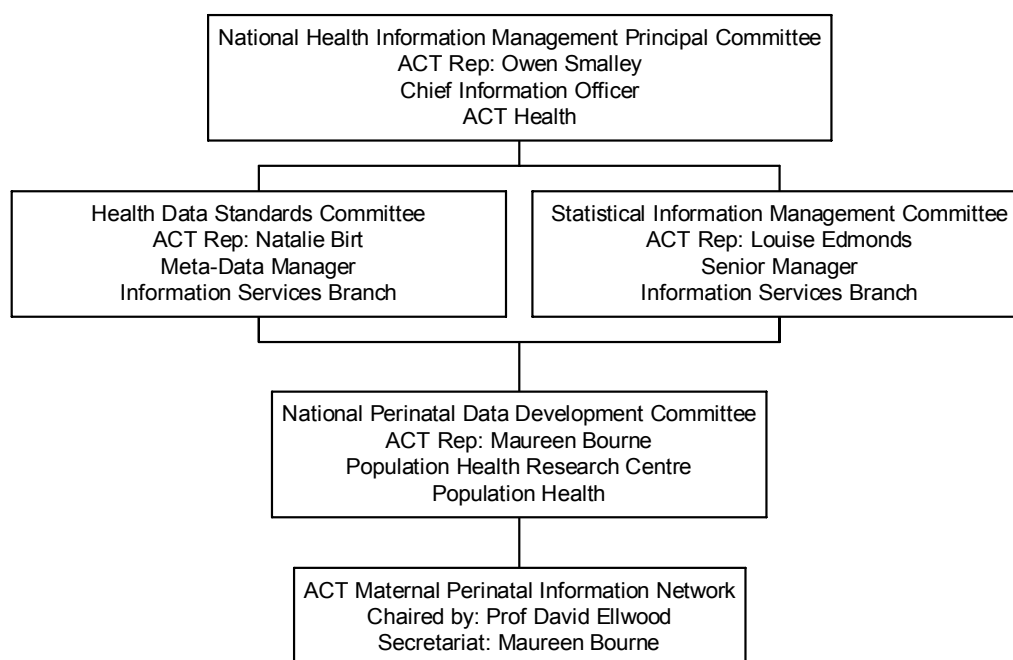 National Health Information Management Principal Committee
ACT Rep: Owen Smalley
Chief Information Officer
ACT Health
Health Data Standards Committee
ACT Rep: Natalie Birt
Meta-Data Manager
Information Services Branch
Statistical Information Management Committee
ACT Rep: Louise Edmonds
Senior Manager
Information Services Branch
National Perinatal Data Development Committee
ACT Rep: Maureen Bourne
Population Health Research Centre
Population Health
ACT Maternal Perinatal Information Network
Chaired by: Prof David Ellwood
Secretariat: Maureen Bourne